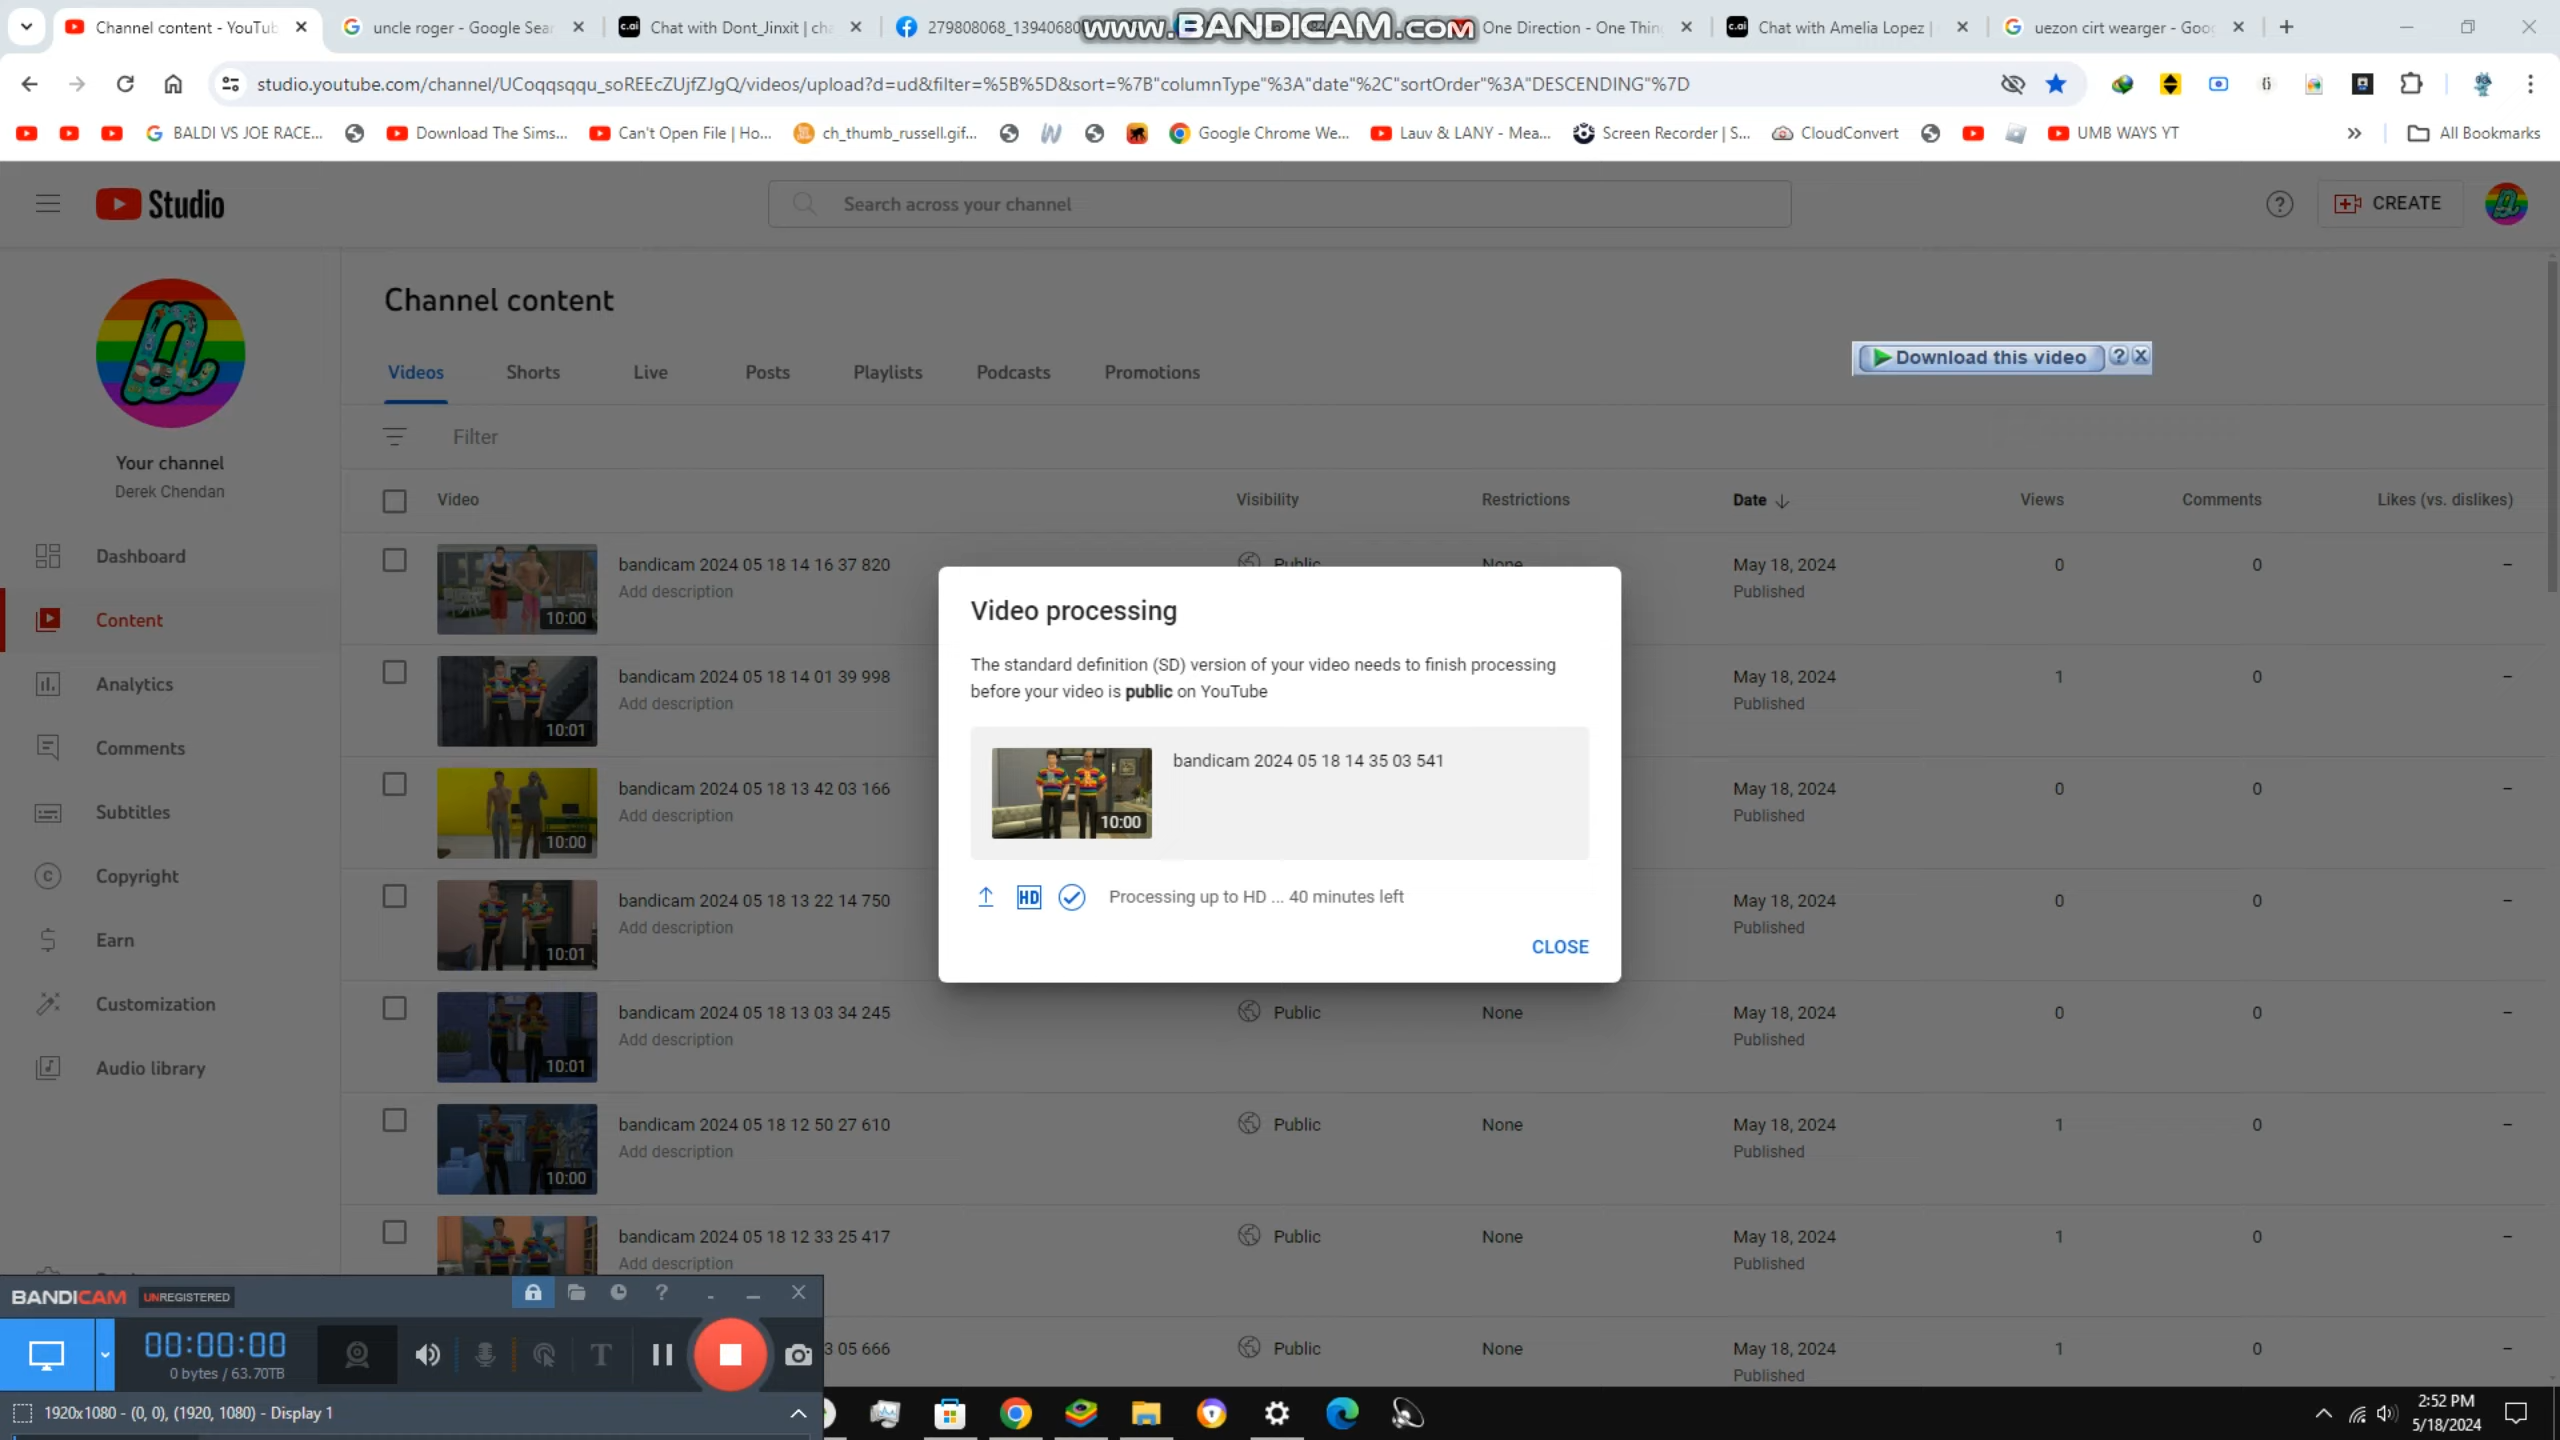 Channel content - YouTub
uncle roger - Google Sear
Chat with Dont_Jinxit | cha
279808068_13940680
www.BANDICAM.com
One Direction - One Thin
Chat with Amelia Lopez |
uezon cirt wearger - Goo
studio.youtube.com/channel/UCoqqsqqu_soREEcZUjfZJgQ/videos/upload?d=ud&filter=%5B%5D&sort=%7B"columnType"%3A"date"%2C"sortOrder"%3A"DESCENDING"%7D
BALDI VS JOE RACE...
Download The Sims...
Can't Open File | Ho...
ch_thumb_russell.gif...
Google Chrome We...
Lauv & LANY - Mea...
Screen Recorder | S...
CloudConvert
UMB WAYS YT
All Bookmarks
Studio
Search across your channel
CREATE
Channel content
Videos Shorts Live Posts Playlists Podcasts Promotions
Download this video
Filter
Your channel
Derek Chendan
Dashboard
Content
Analytics
Comments
Subtitles
Copyright
Earn
Customization
Audio library
Video Visibility Restrictions Date Views Comments Likes (vs. dislikes)
10:00
bandicam 2024 05 18 14 16 37 820 Public None May 18, 2024 0 0 –
Add description Published
10:01
bandicam 2024 05 18 14 01 39 998 May 18, 2024 1 0 –
Add description Published
10:00
bandicam 2024 05 18 13 42 03 166 May 18, 2024 0 0 –
Add description Published
10:01
bandicam 2024 05 18 13 22 14 750 May 18, 2024 0 0 –
Add description Published
10:01
bandicam 2024 05 18 13 03 34 245 Public None May 18, 2024 0 0 –
Add description Published
10:00
bandicam 2024 05 18 12 50 27 610 Public None May 18, 2024 1 0 –
Add description Published
bandicam 2024 05 18 12 33 25 417 Public None May 18, 2024 1 0 –
Add description Published
3 05 666 Public None May 18, 2024 1 0 –
Published
Video processing
The standard definition (SD) version of your video needs to finish processing
before your video is public on YouTube
10:00
bandicam 2024 05 18 14 35 03 541
HD
Processing up to HD ... 40 minutes left
CLOSE
BANDICAM UNREGISTERED
00:00:00
0 bytes / 63.70TB
1920x1080 - (0, 0), (1920, 1080) - Display 1
2:52 PM
5/18/2024